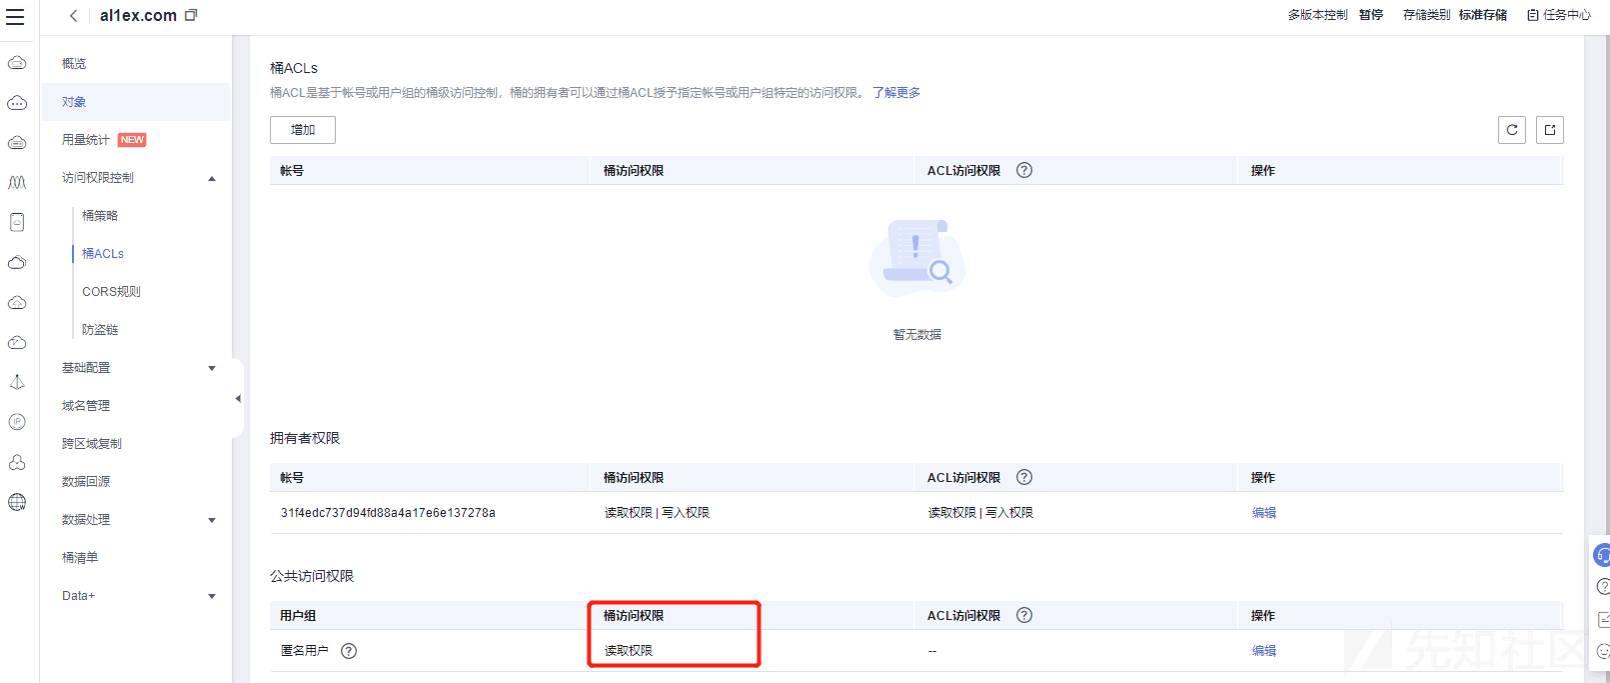 al1ex.com
多版本控制 暂停 存储类别 标准存储 任务中心
概览
对象
用量统计 NEW
访问权限控制
桶策略
桶ACLs
CORS规则
防盗链
基础配置
域名管理
跨区域复制
数据回源
数据处理
桶清单
Data+
桶ACLs
桶ACL是基于帐号或用户组的桶级访问控制，桶的拥有者可以通过桶ACL授予指定帐号或用户组特定的访问权限。 了解更多
增加
帐号 桶访问权限 ACL访问权限 ? 操作
暂无数据
拥有者权限
帐号 桶访问权限 ACL访问权限 ? 操作
31f4edc737d94fd88a4a17e6e137278a 读取权限 | 写入权限 读取权限 | 写入权限 编辑
公共访问权限
用户组 桶访问权限 ACL访问权限 ? 操作
匿名用户 ? 读取权限 -- 编辑
先知社区
IP